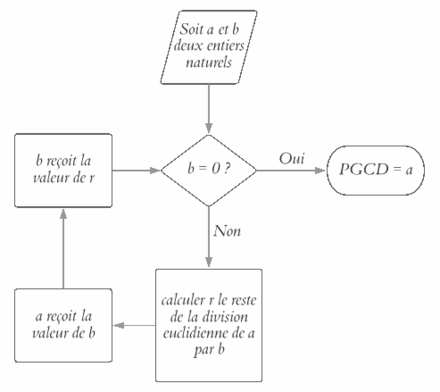 Soit a et b
deux entiers
naturels
b = 0 ?
Oui
PGCD = a
Non
calculer r le reste
de la division
euclidienne de a
par b
a reçoit la
valeur de b
b reçoit la
valeur de r